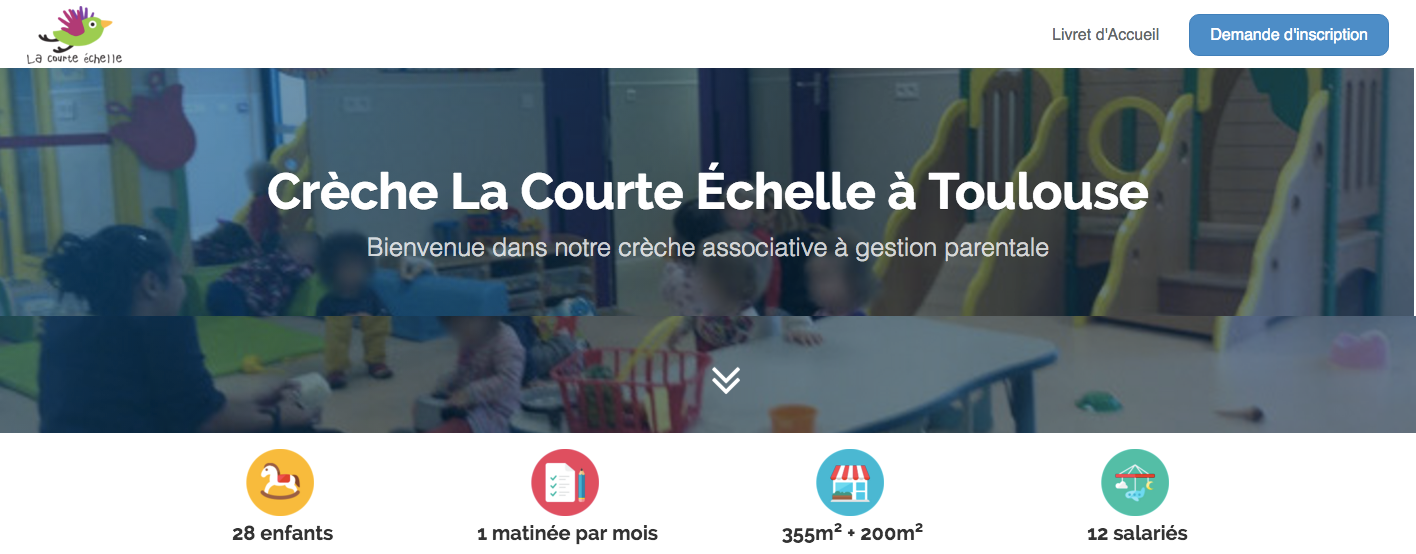 La courte échelle
Livret d'Accueil
Demande d'inscription
Crèche La Courte Échelle à Toulouse
Bienvenue dans notre crèche associative à gestion parentale
28 enfants
1 matinée par mois
355m² + 200m²
12 salariés